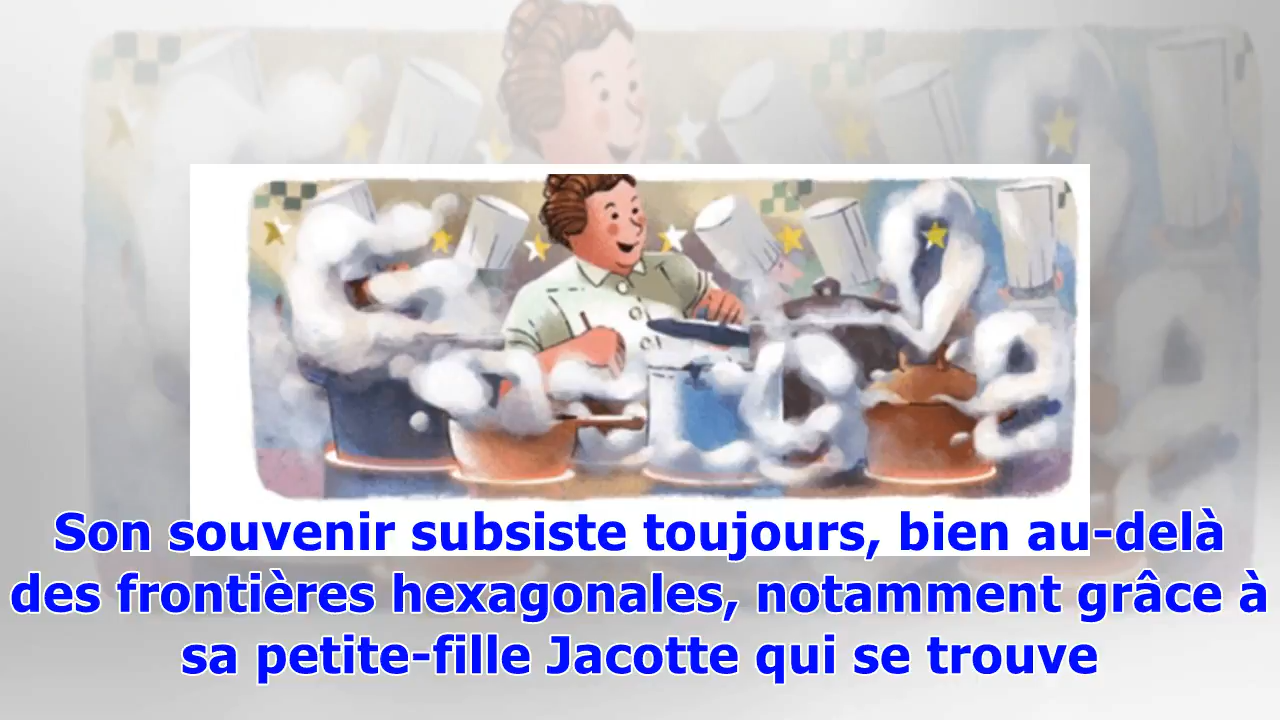 Son souvenir subsiste toujours, bien au-delà
des frontières hexagonales, notamment grâce à
sa petite-fille Jacotte qui se trouve